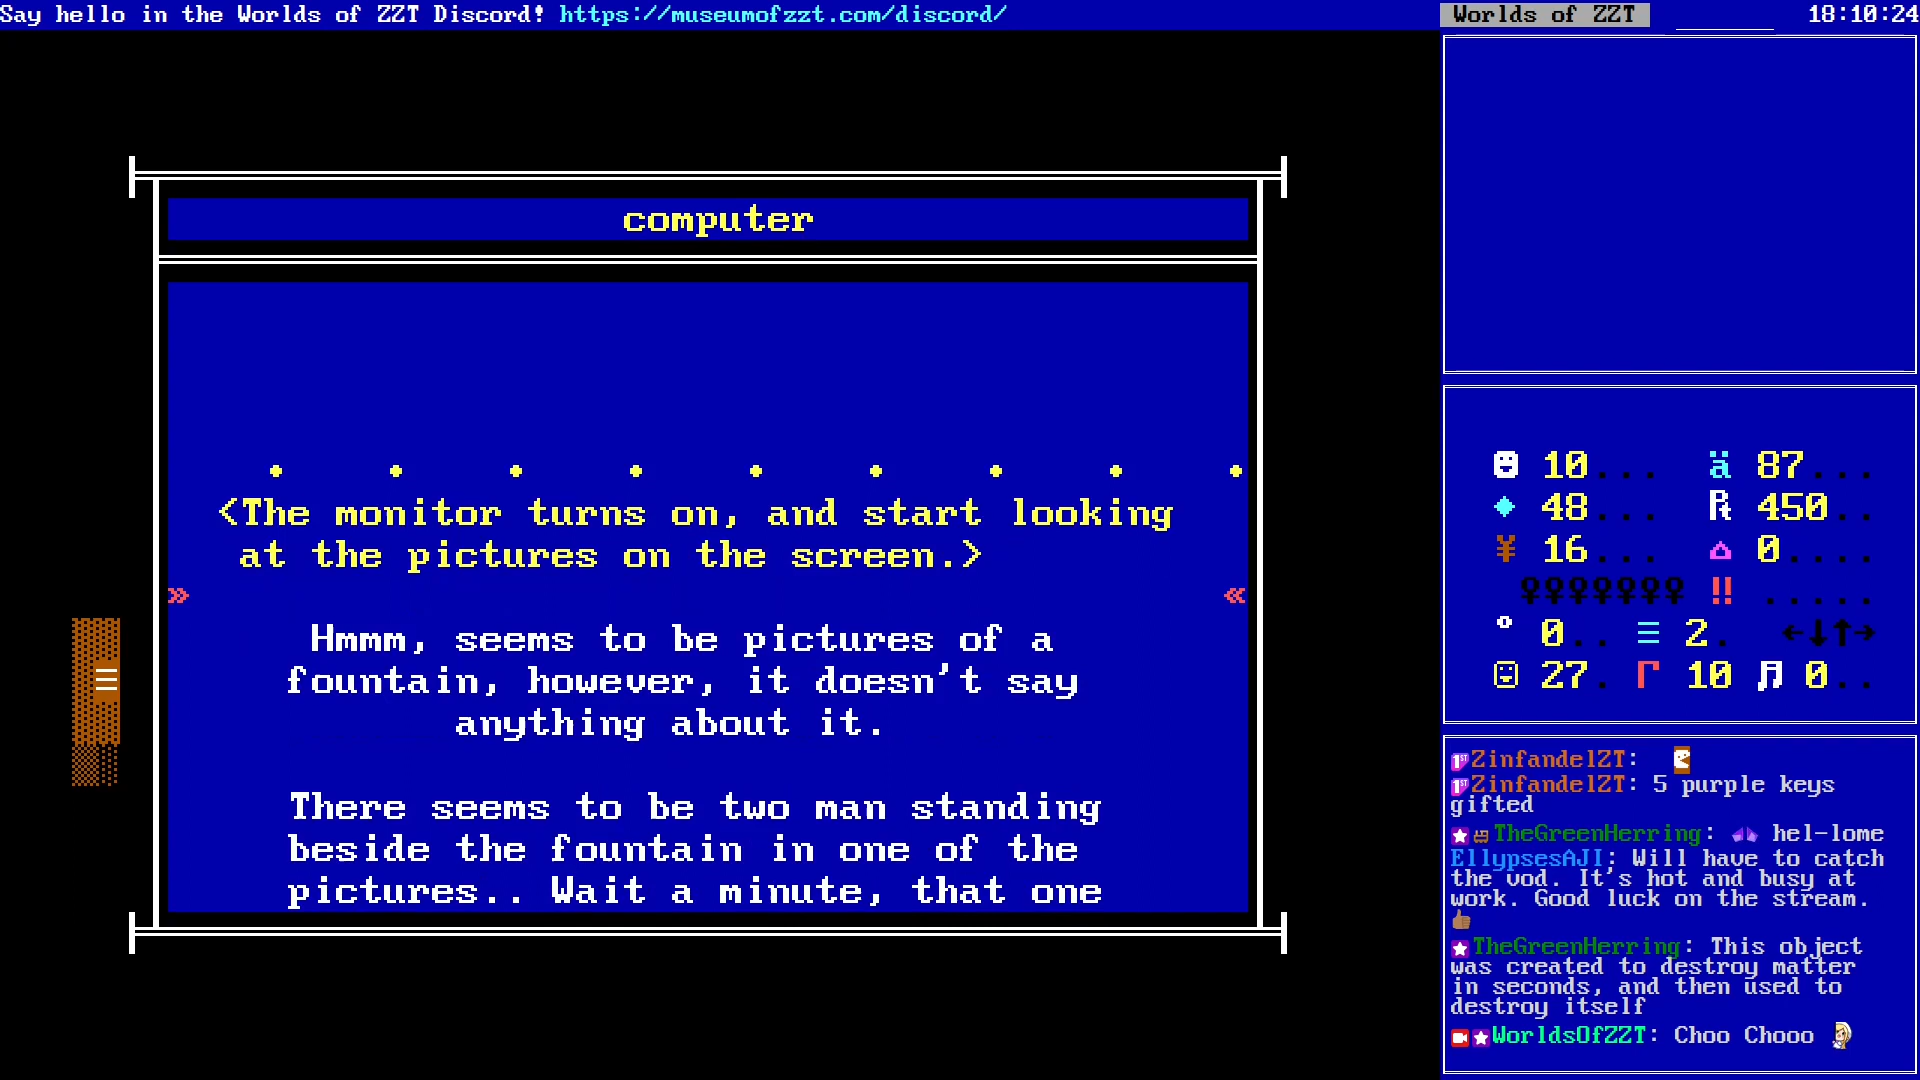 Say hello in the Worlds of ZZT Discord! https://museumofzzt.com/discord/
Worlds of ZZT
18:10:24
computer
<The monitor turns on, and start looking
at the pictures on the screen.>
Hmmm, seems to be pictures of a
fountain, however, it doesn't say
anything about it.
There seems to be two man standing
beside the fountain in one of the
pictures.. Wait a minute, that one
10... ä 87...
48... 450..
¥ 16... 0....
♀♀♀♀♀♀♀ ‼ .....
° 0.. ≡ 2. ←↓↑→
27. Γ 10 ♫ 0..
ZinfandelZT:
ZinfandelZT: 5 purple keys
gifted
TheGreenHerring: hel-lome
EllypsesAJI: Will have to catch
the vod. It's hot and busy at
work. Good luck on the stream.
TheGreenHerring: This object
was created to destroy matter
in seconds, and then used to
destroy itself
WorldsOfZZT: Choo Chooo